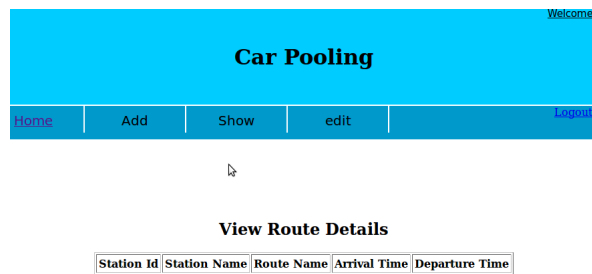 Welcome
Car Pooling
Home Add Show edit Logout
View Route Details
Station Id Station Name Route Name Arrival Time Departure Time